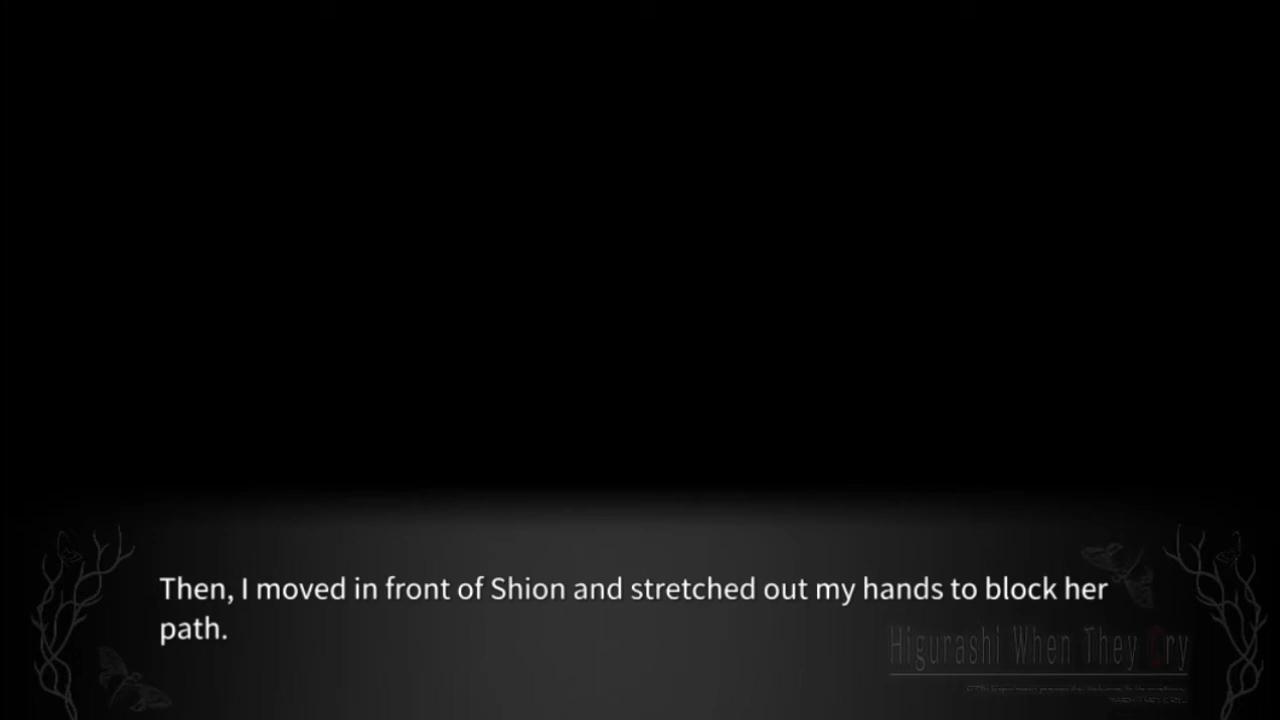 Then, I moved in front of Shion and stretched out my hands to block her
path.
Higurashi When They Cry